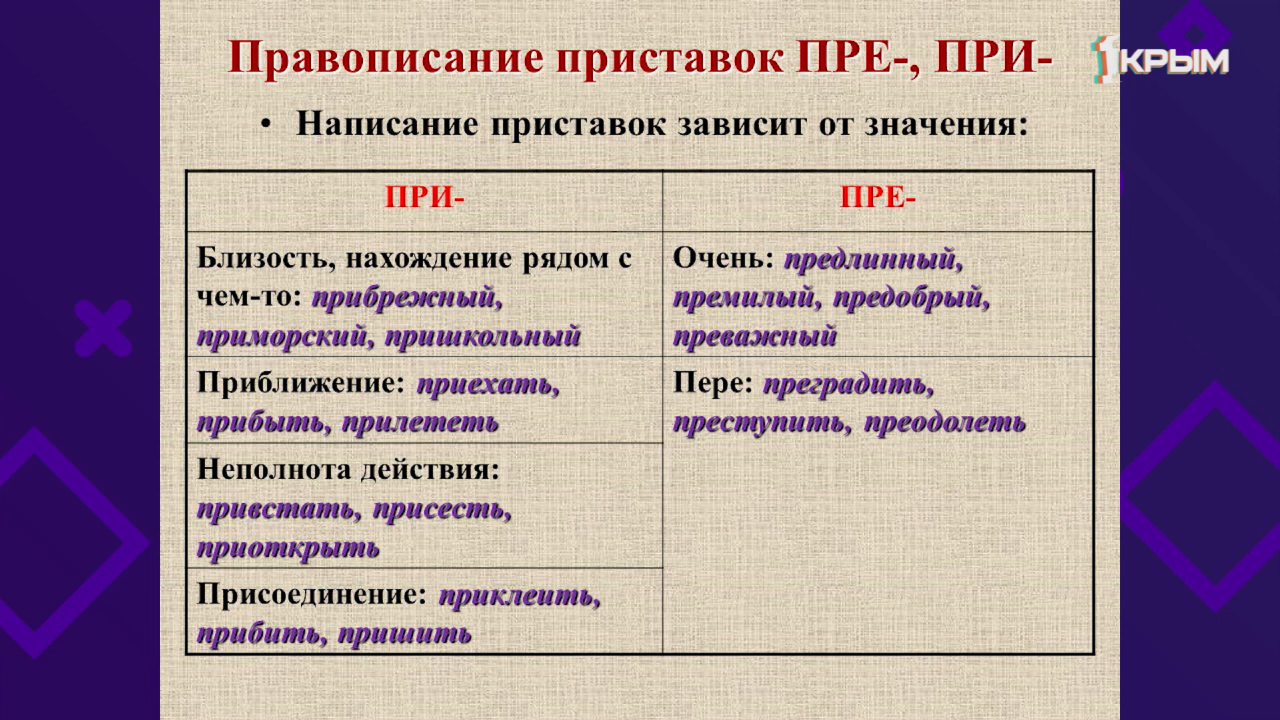 Правописание приставок ПРЕ-, ПРИ-
1 КРЫМ
• Написание приставок зависит от значения:
ПРИ-
ПРЕ-
Близость, нахождение рядом с
чем-то: прибрежный,
приморский, пришкольный
Очень: предлинный,
премилый, предобрый,
преважный
Приближение: приехать,
прибыть, прилететь
Пере: преградить,
преступить, преодолеть
Неполнота действия:
привстать, присесть,
приоткрыть
Присоединение: приклеить,
прибить, пришить